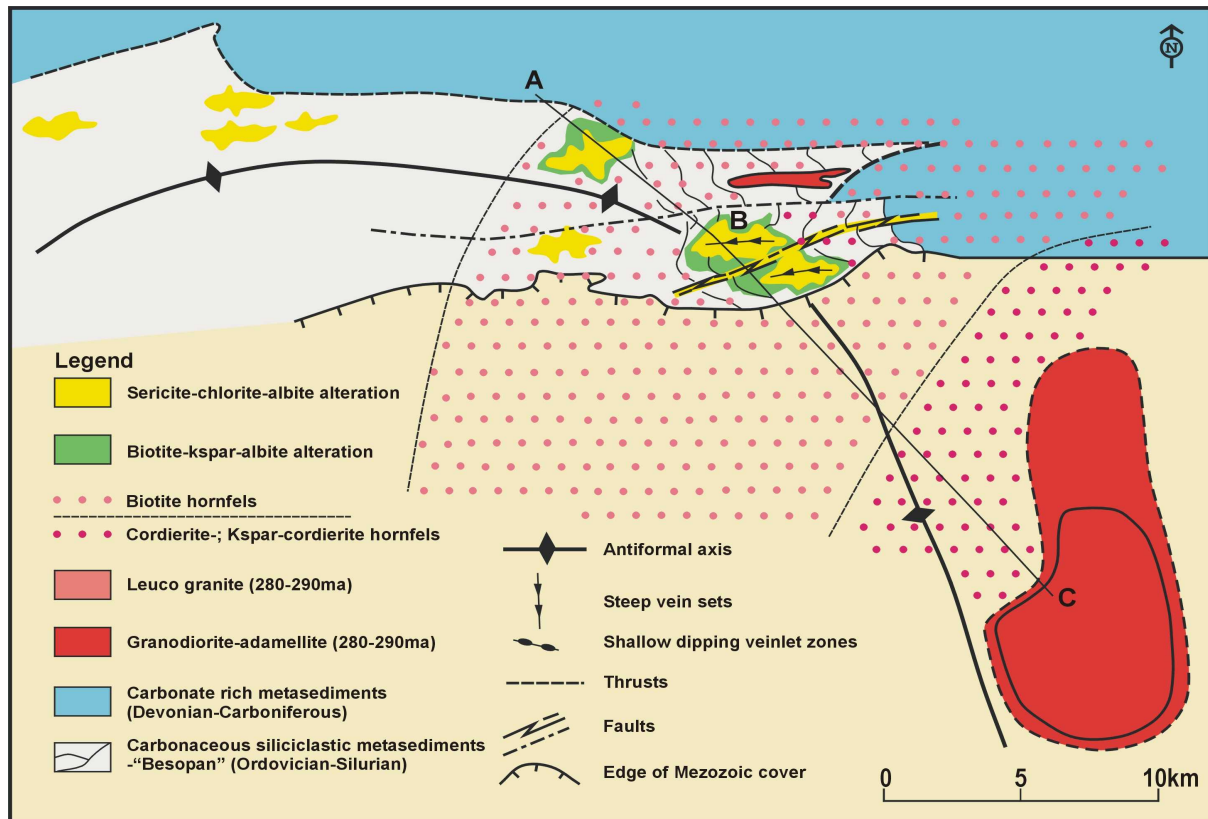 N
A
B
C
Legend
Sericite-chlorite-albite alteration
Biotite-kspar-albite alteration
Biotite hornfels
Cordierite-; Kspar-cordierite hornfels
Leuco granite (280-290ma)
Granodiorite-adamellite (280-290ma)
Carbonate rich metasediments
(Devonian-Carboniferous)
Carbonaceous siliciclastic metasediments
-“Besopan” (Ordovician-Silurian)
Antiformal axis
Steep vein sets
Shallow dipping veinlet zones
Thrusts
Faults
Edge of Mezozoic cover
0 5 10km